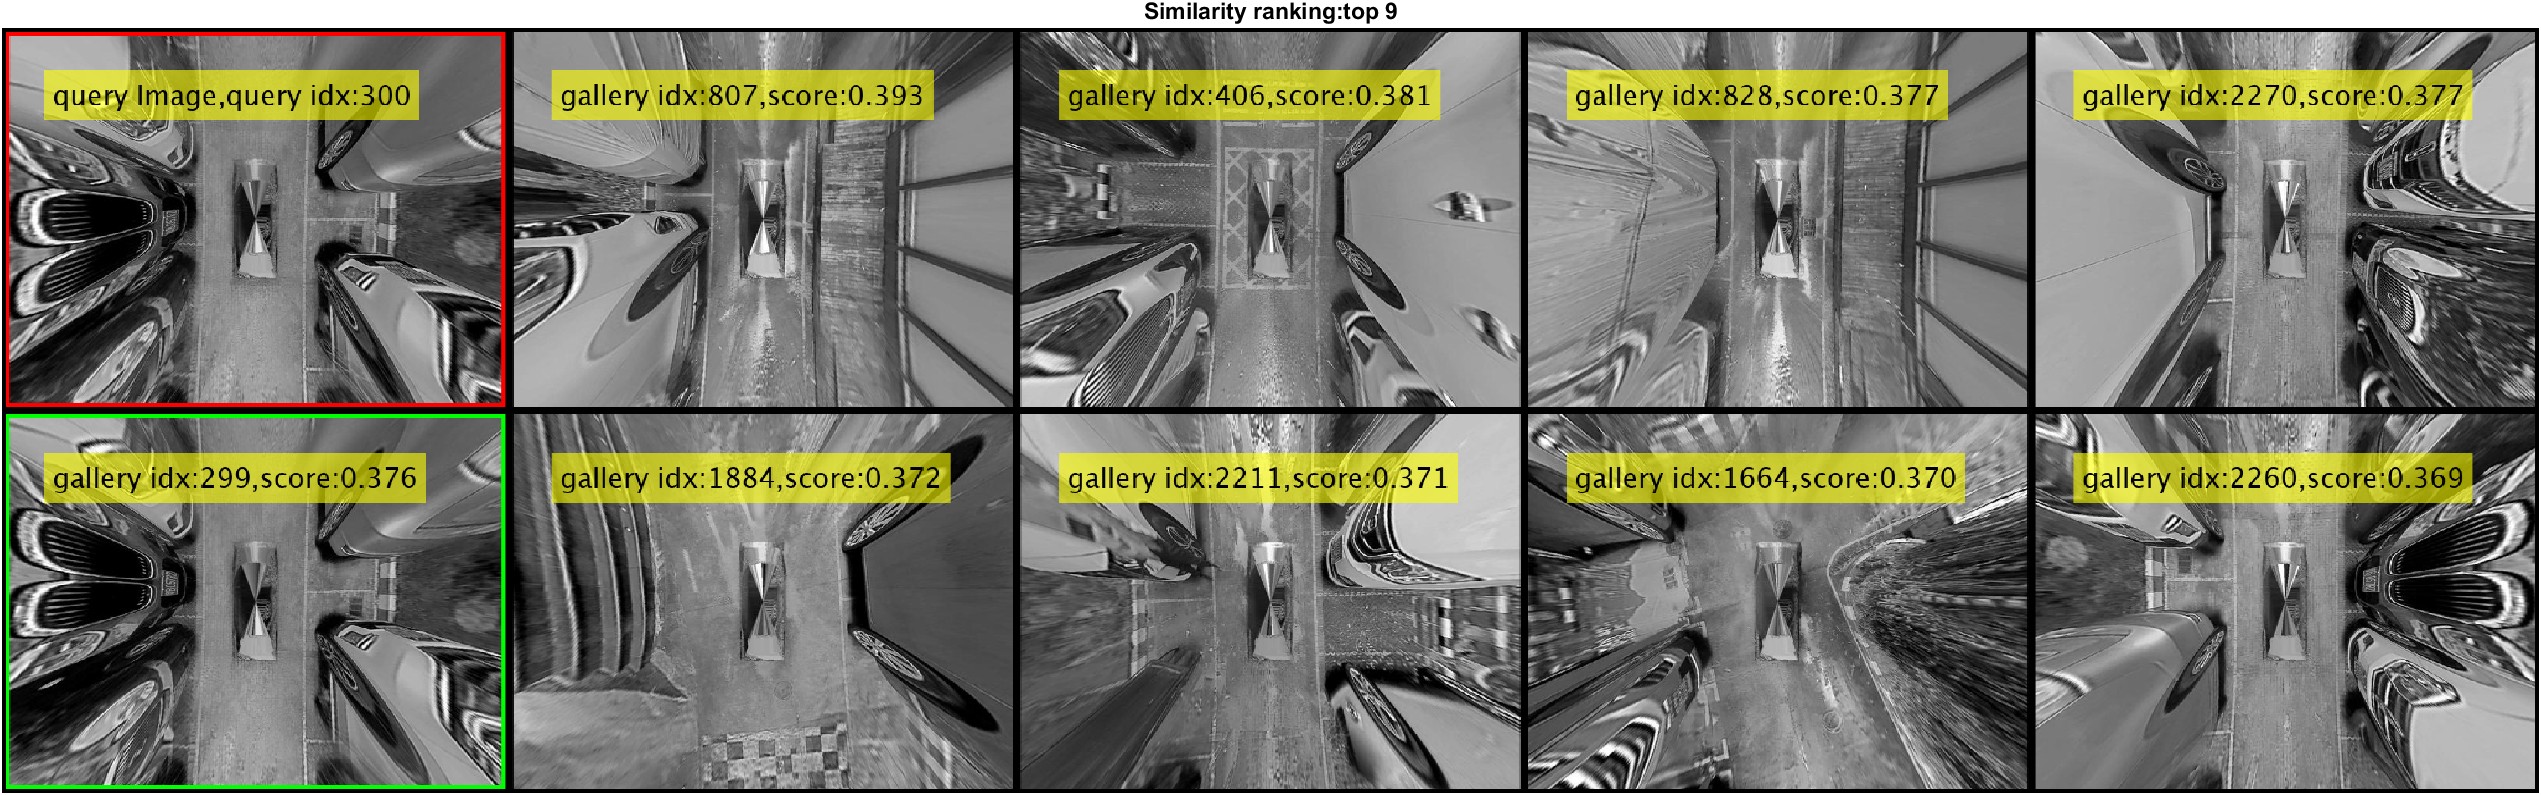 Similarity ranking:top 9
query Image,query idx:300
gallery idx:807,score:0.393
gallery idx:406,score:0.381
gallery idx:828,score:0.377
gallery idx:2270,score:0.377
gallery idx:299,score:0.376
gallery idx:1884,score:0.372
gallery idx:2211,score:0.371
gallery idx:1664,score:0.370
gallery idx:2260,score:0.369